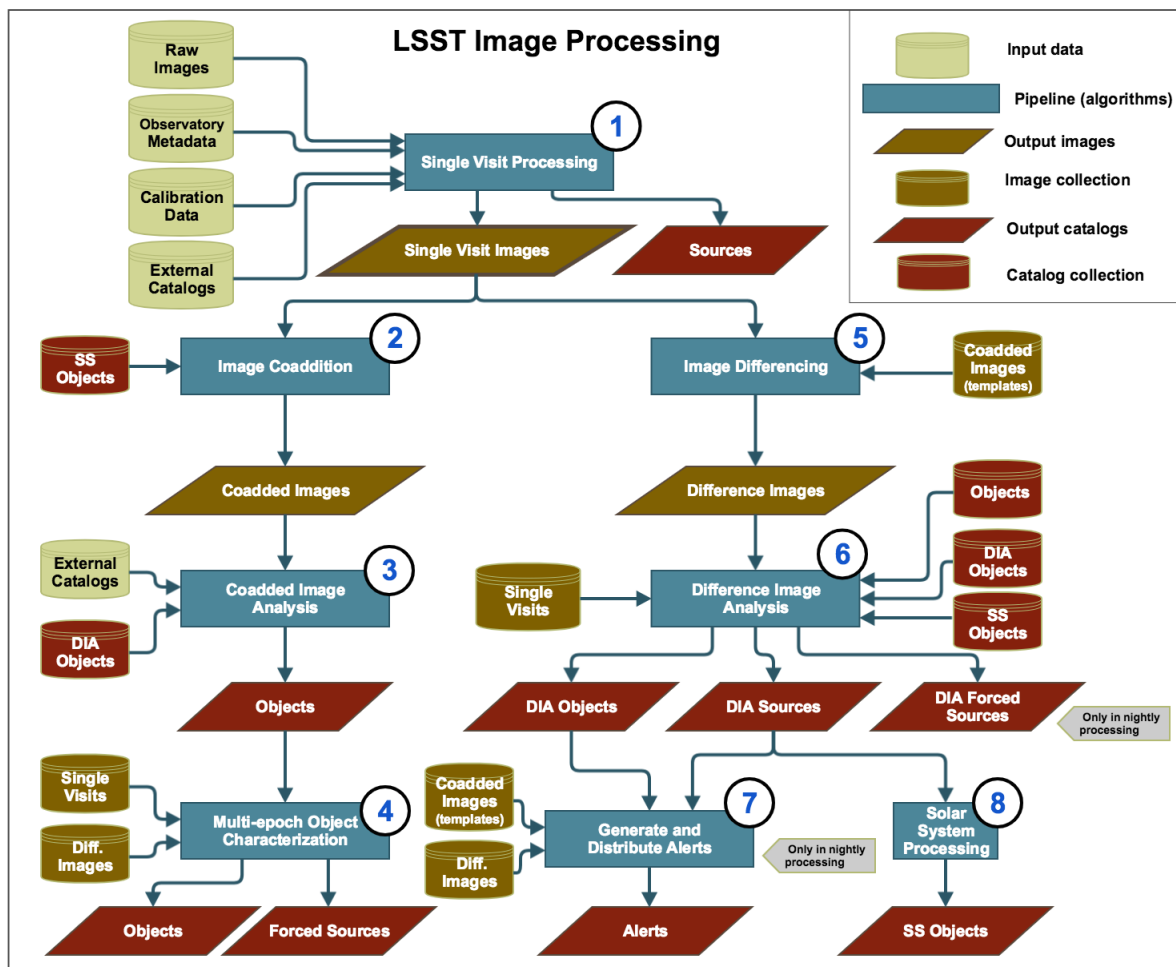 LSST Image Processing
Raw
Images
Observatory
Metadata
Calibration
Data
External
Catalogs
1
Single Visit Processing
Single Visit Images
Sources
Input data
Pipeline (algorithms)
Output images
Image collection
Output catalogs
Catalog collection
SS
Objects
2
Image Coaddition
5
Image Differencing
Coadded
Images
(templates)
Coadded Images
Difference Images
Objects
DIA
Objects
SS
Objects
External
Catalogs
DIA
Objects
3
Coadded Image
Analysis
Single
Visits
6
Difference Image
Analysis
Objects
DIA Objects
DIA Sources
DIA Forced
Sources
Only in nightly
processing
Single
Visits
Diff.
Images
4
Multi-epoch Object
Characterization
Coadded
Images
(templates)
Diff.
Images
7
Generate and
Distribute Alerts
Only in nightly
processing
8
Solar
System
Processing
Objects
Forced Sources
Alerts
SS Objects